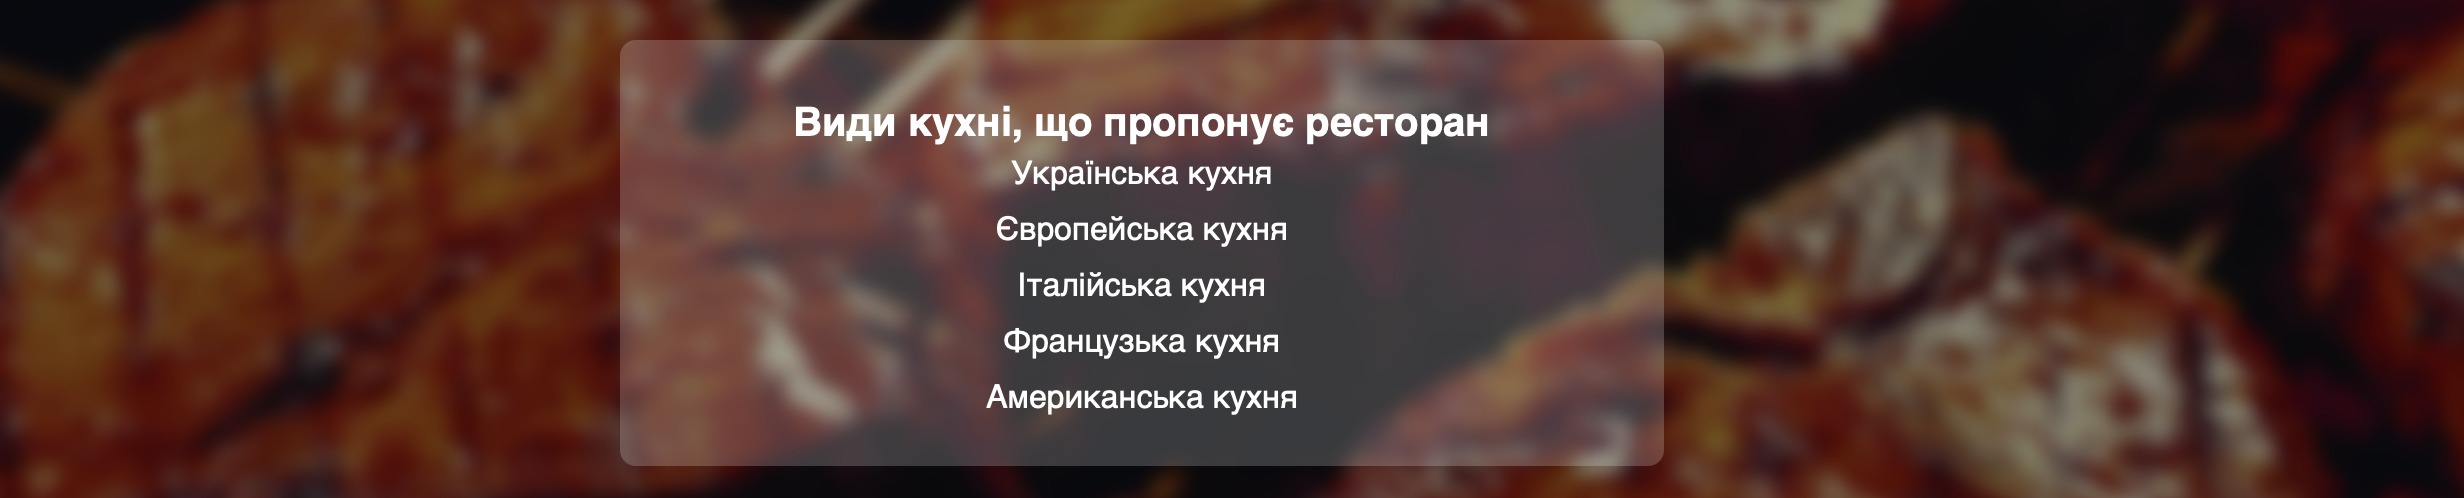 Види кухні, що пропонує ресторан
Українська кухня
Європейська кухня
Італійська кухня
Французька кухня
Американська кухня